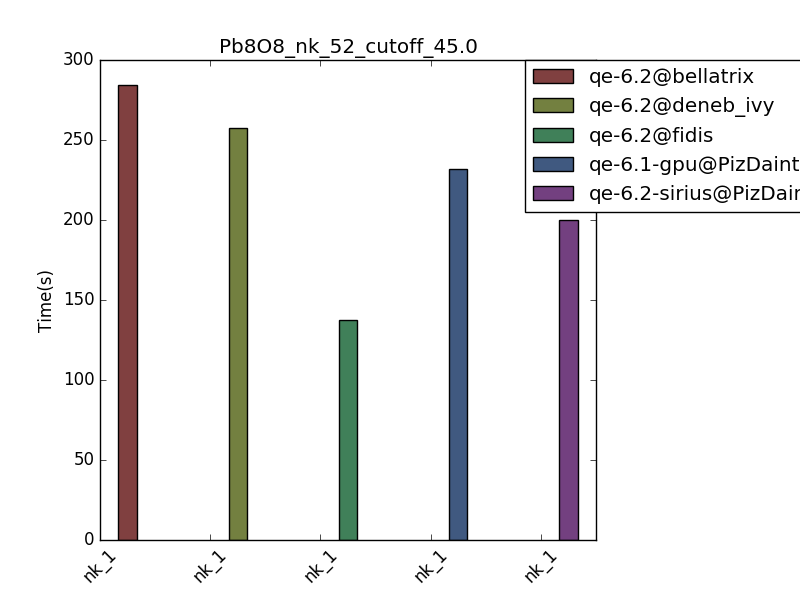 Pb8O8_nk_52_cutoff_45.0
300
250
200
150
100
50
0
Time(s)
nk_1
nk_1
nk_1
nk_1
nk_1
qe-6.2@bellatrix
qe-6.2@deneb_ivy
qe-6.2@fidis
qe-6.1-gpu@PizDaint
qe-6.2-sirius@PizDain